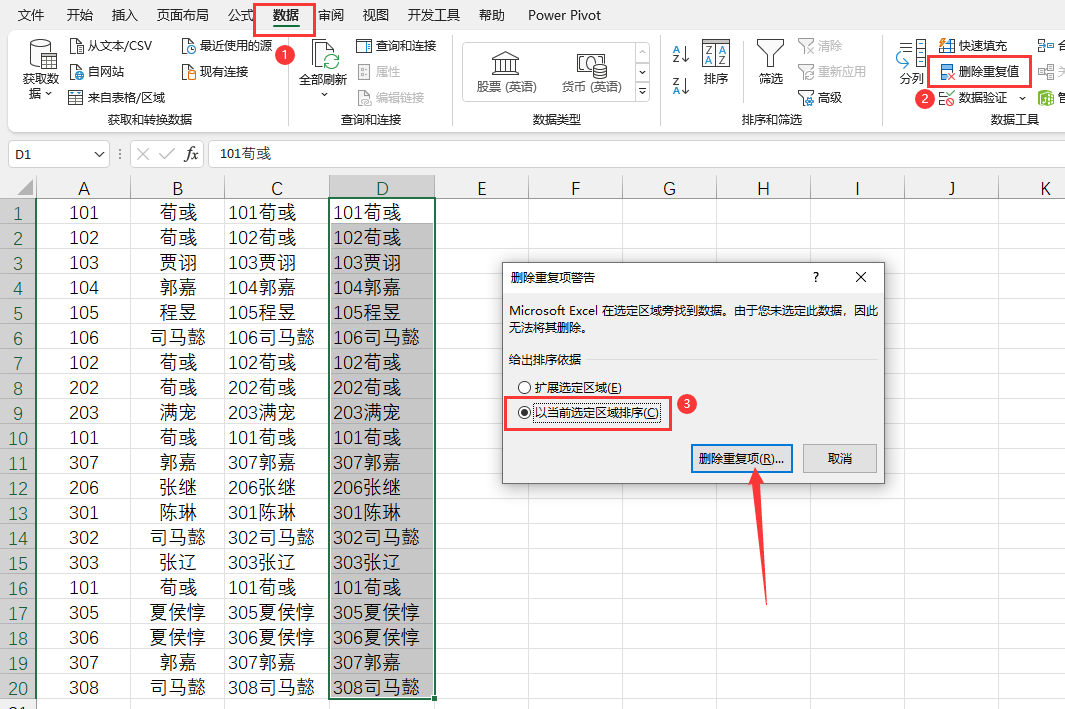 文件 开始 插入 页面布局 公式 数据 审阅 视图 开发工具 帮助 Power Pivot
1
获取数据
从文本/CSV
自网站
来自表格/区域
最近使用的源
现有连接
获取和转换数据
全部刷新
查询和连接
属性
编辑链接
查询和连接
股票 (英语)
货币 (英语)
数据类型
排序
筛选
清除
重新应用
高级
排序和筛选
分列
快速填充
删除重复值
2
数据验证
数据工具
D1
fx
101荀彧
A B C D E F G H I J K
1 101 荀彧 101荀彧 101荀彧
2 102 荀彧 102荀彧 102荀彧
3 103 贾诩 103贾诩 103贾诩
4 104 郭嘉 104郭嘉 104郭嘉
5 105 程昱 105程昱 105程昱
6 106 司马懿 106司马懿 106司马懿
7 102 荀彧 102荀彧 102荀彧
8 202 荀彧 202荀彧 202荀彧
9 203 满宠 203满宠 203满宠
10 101 荀彧 101荀彧 101荀彧
11 307 郭嘉 307郭嘉 307郭嘉
12 206 张继 206张继 206张继
13 301 陈琳 301陈琳 301陈琳
14 302 司马懿 302司马懿 302司马懿
15 303 张辽 303张辽 303张辽
16 101 荀彧 101荀彧 101荀彧
17 305 夏侯惇 305夏侯惇 305夏侯惇
18 306 夏侯惇 306夏侯惇 306夏侯惇
19 307 郭嘉 307郭嘉 307郭嘉
20 308 司马懿 308司马懿 308司马懿
删除重复项警告 ?
Microsoft Excel 在选定区域旁找到数据。由于您未选定此数据，因此
无法将其删除。
给出排序依据
扩展选定区域(E)
以当前选定区域排序(C)
3
删除重复项(R)...
取消